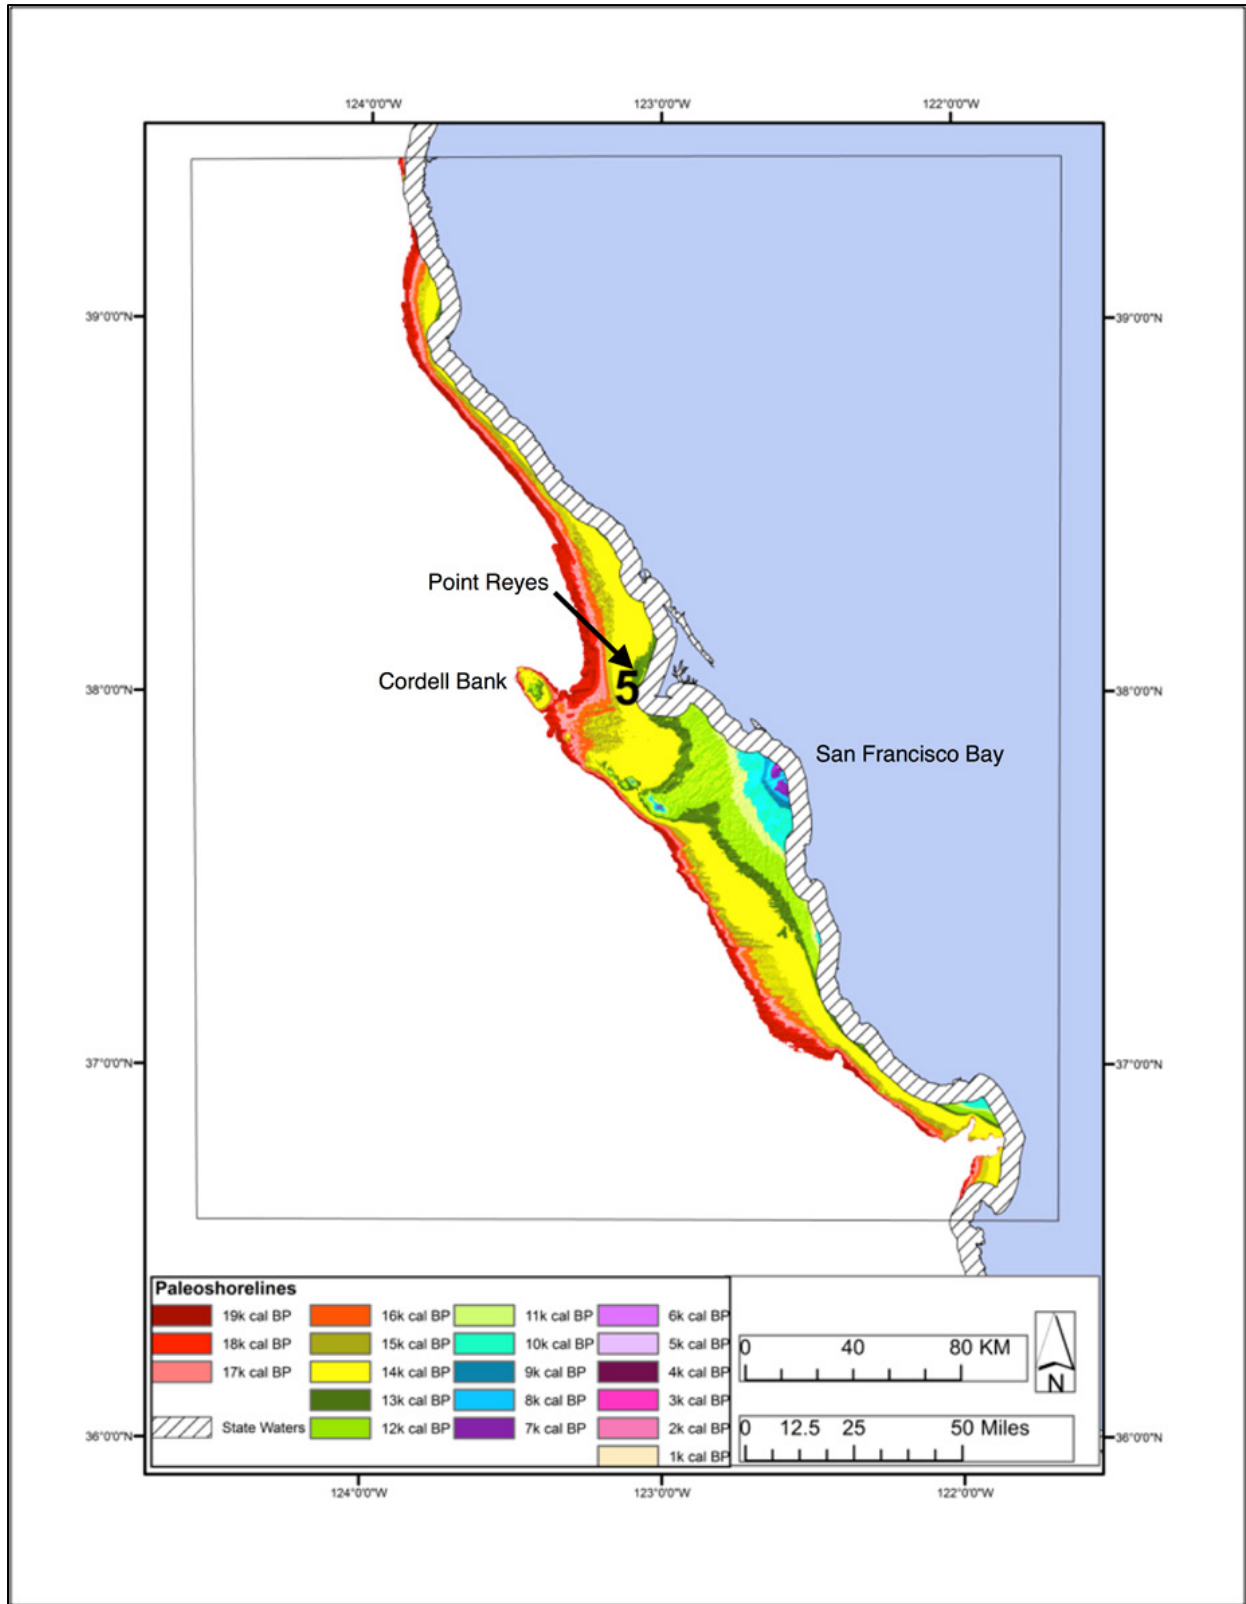 124°0'0"W 123°0'0"W 122°0'0"W
39°0'0"N 39°0'0"N
Point Reyes
Cordell Bank
5
38°0'0"N 38°0'0"N
San Francisco Bay
37°0'0"N 37°0'0"N
Paleoshorelines
19k cal BP 16k cal BP 11k cal BP 6k cal BP
18k cal BP 15k cal BP 10k cal BP 5k cal BP
17k cal BP 14k cal BP 9k cal BP 4k cal BP
13k cal BP 8k cal BP 3k cal BP
State Waters 12k cal BP 7k cal BP 2k cal BP
1k cal BP
0 40 80 KM
N
0 12.5 25 50 Miles
36°0'0"N 36°0'0"N
124°0'0"W 123°0'0"W 122°0'0"W